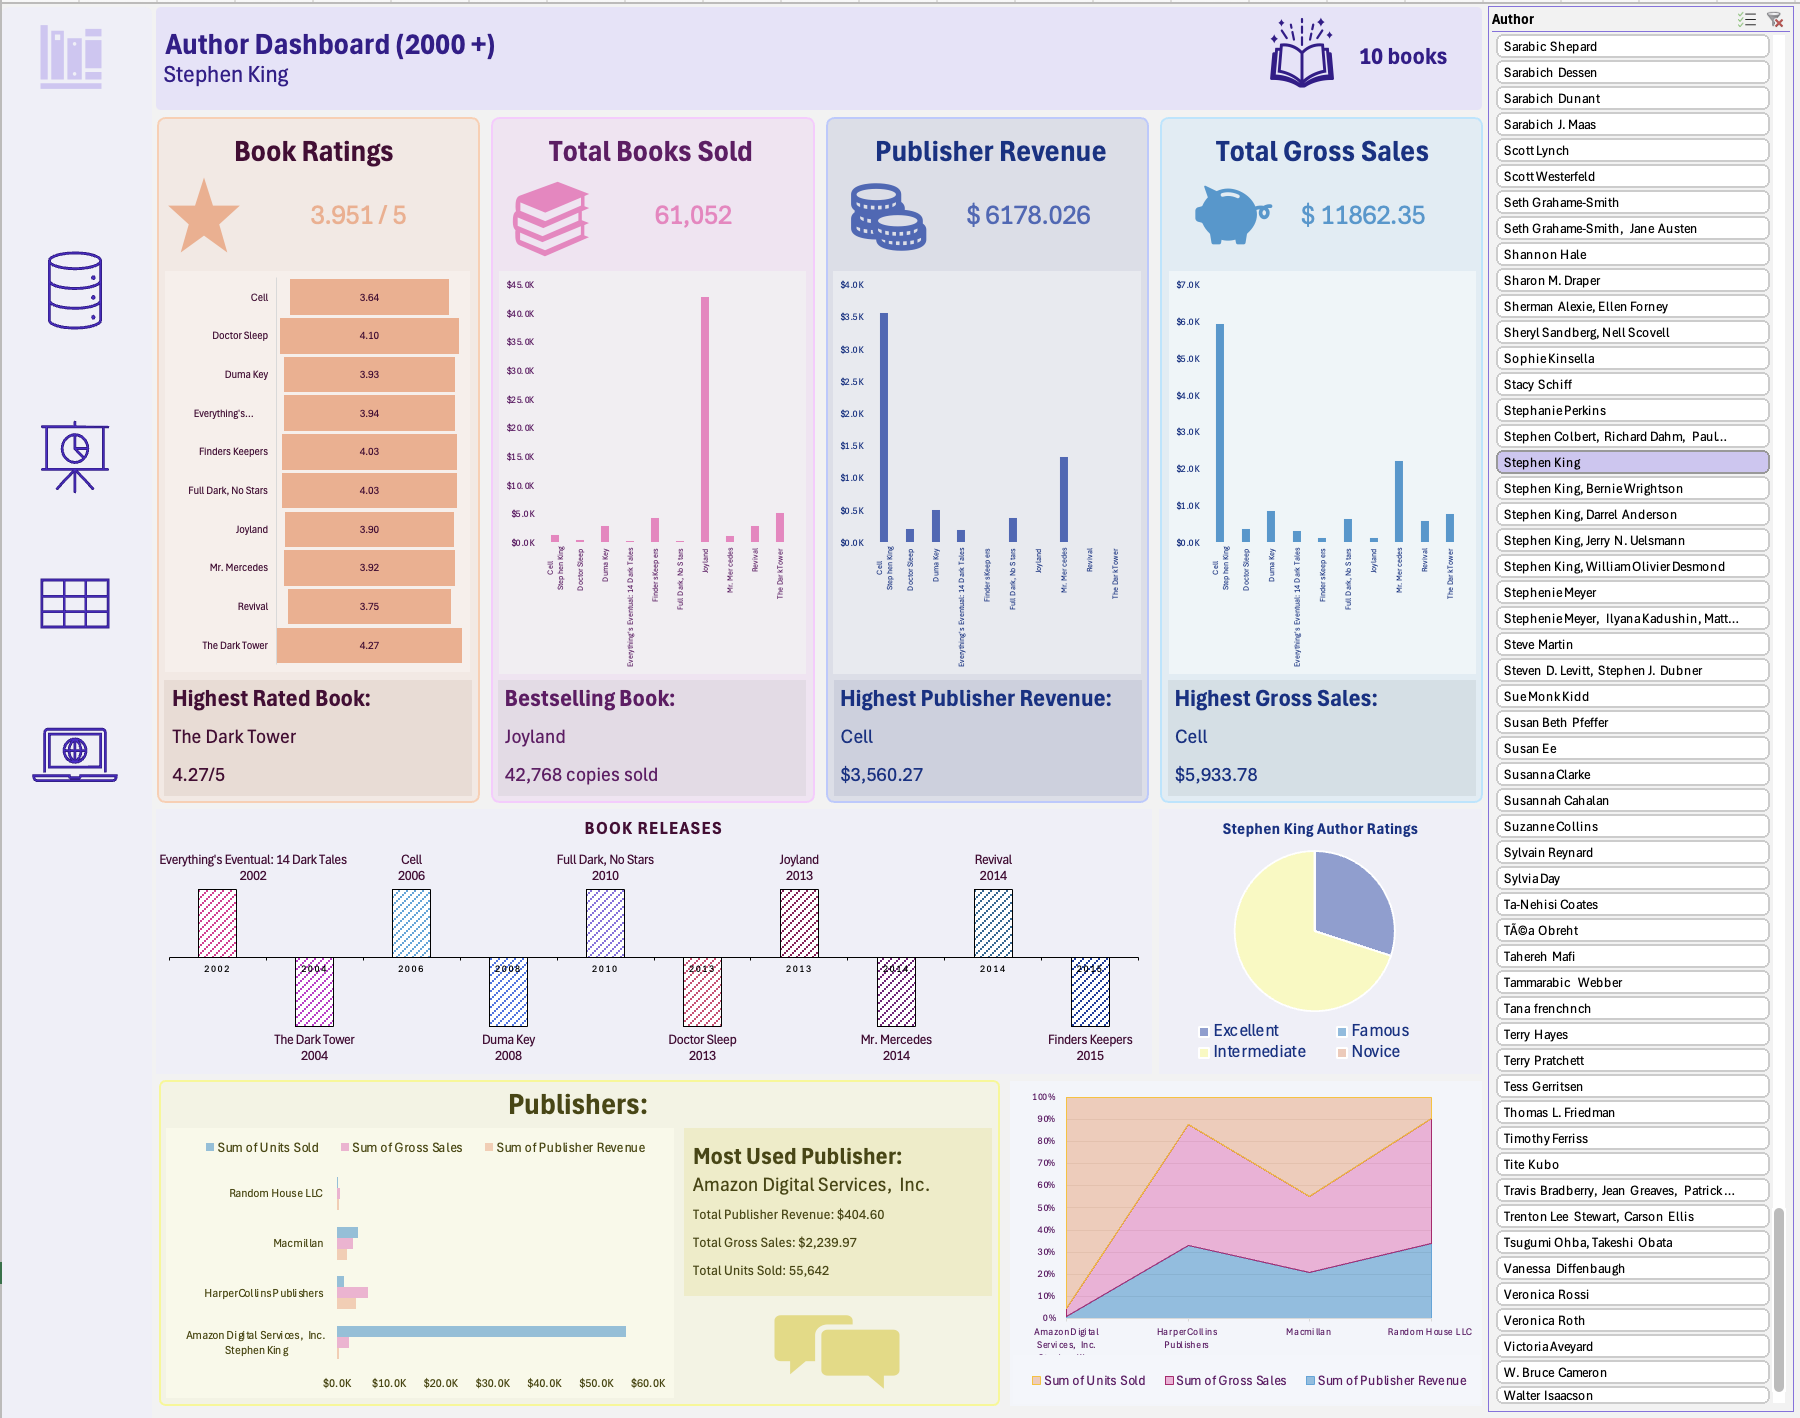 Author Dashboard (2000 +)
Stephen King
10 books
Book Ratings
3.951 / 5
Cell
3.64
Doctor Sleep
4.10
Duma Key
3.93
Everything's...
3.94
Finders Keepers
4.03
Full Dark, No Stars
4.03
Joyland
3.90
Mr. Mercedes
3.92
Revival
3.75
The Dark Tower
4.27
Highest Rated Book:
The Dark Tower
4.27/5
Total Books Sold
61,052
$45.0K
$40.0K
$35.0K
$30.0K
$25.0K
$20.0K
$15.0K
$10.0K
$5.0K
$0.0K
Cell
Stephen King
Doctor Sleep
Duma Key
Everything's Eventual: 14 Dark Tales
Finders Keepers
Full Dark, No Stars
Joyland
Mr. Mercedes
Revival
The Dark Tower
Bestselling Book:
Joyland
42,768 copies sold
Publisher Revenue
$ 6178.026
$4.0K
$3.5K
$3.0K
$2.5K
$2.0K
$1.5K
$1.0K
$0.5K
$0.0K
Cell
Stephen King
Doctor Sleep
Duma Key
Everything's Eventual: 14 Dark Tales
Finders Keepers
Full Dark, No Stars
Joyland
Mr. Mercedes
Revival
The Dark Tower
Highest Publisher Revenue:
Cell
$3,560.27
Total Gross Sales
$ 11862.35
$7.0K
$6.0K
$5.0K
$4.0K
$3.0K
$2.0K
$1.0K
$0.0K
Cell
Stephen King
Doctor Sleep
Duma Key
Everything's Eventual: 14 Dark Tales
Finders Keepers
Full Dark, No Stars
Joyland
Mr. Mercedes
Revival
The Dark Tower
Highest Gross Sales:
Cell
$5,933.78
BOOK RELEASES
Everything's Eventual: 14 Dark Tales
2002
Cell
2006
Full Dark, No Stars
2010
Joyland
2013
Revival
2014
2002 2004 2006 2008 2010 2013 2013 2014 2014 2015
The Dark Tower
2004
Duma Key
2008
Doctor Sleep
2013
Mr. Mercedes
2014
Finders Keepers
2015
Stephen King Author Ratings
Excellent Famous
Intermediate Novice
Publishers:
Sum of Units Sold Sum of Gross Sales Sum of Publisher Revenue
Random House LLC
Macmillan
HarperCollins Publishers
Amazon Digital Services, Inc.
Stephen King
$0.0K $10.0K $20.0K $30.0K $40.0K $50.0K $60.0K
Most Used Publisher:
Amazon Digital Services, Inc.
Total Publisher Revenue: $404.60
Total Gross Sales: $2,239.97
Total Units Sold: 55,642
100%
90%
80%
70%
60%
50%
40%
30%
20%
10%
0%
Amazon Digital
Services, Inc.
HarperCollins
Publishers
Macmillan
Random House LLC
Sum of Units Sold Sum of Gross Sales Sum of Publisher Revenue
Author
Sarabic Shepard
Sarabich Dessen
Sarabich Dunant
Sarabich J. Maas
Scott Lynch
Scott Westerfeld
Seth Grahame-Smith
Seth Grahame-Smith, Jane Austen
Shannon Hale
Sharon M. Draper
Sherman Alexie, Ellen Forney
Sheryl Sandberg, Nell Scovell
Sophie Kinsella
Stacy Schiff
Stephanie Perkins
Stephen Colbert, Richard Dahm, Paul...
Stephen King
Stephen King, Bernie Wrightson
Stephen King, Darrel Anderson
Stephen King, Jerry N. Uelsmann
Stephen King, William Olivier Desmond
Stephenie Meyer
Stephenie Meyer, Ilyana Kadushin, Matt...
Steve Martin
Steven D. Levitt, Stephen J. Dubner
Sue Monk Kidd
Susan Beth Pfeffer
Susan Ee
Susanna Clarke
Susannah Cahalan
Suzanne Collins
Sylvain Reynard
Sylvia Day
Ta-Nehisi Coates
TÃ©a Obreht
Tahereh Mafi
Tammarabic Webber
Tana frenchnch
Terry Hayes
Terry Pratchett
Tess Gerritsen
Thomas L. Friedman
Timothy Ferriss
Tite Kubo
Travis Bradberry, Jean Greaves, Patrick...
Trenton Lee Stewart, Carson Ellis
Tsugumi Ohba, Takeshi Obata
Vanessa Diffenbaugh
Veronica Rossi
Veronica Roth
Victoria Aveyard
W. Bruce Cameron
Walter Isaacson